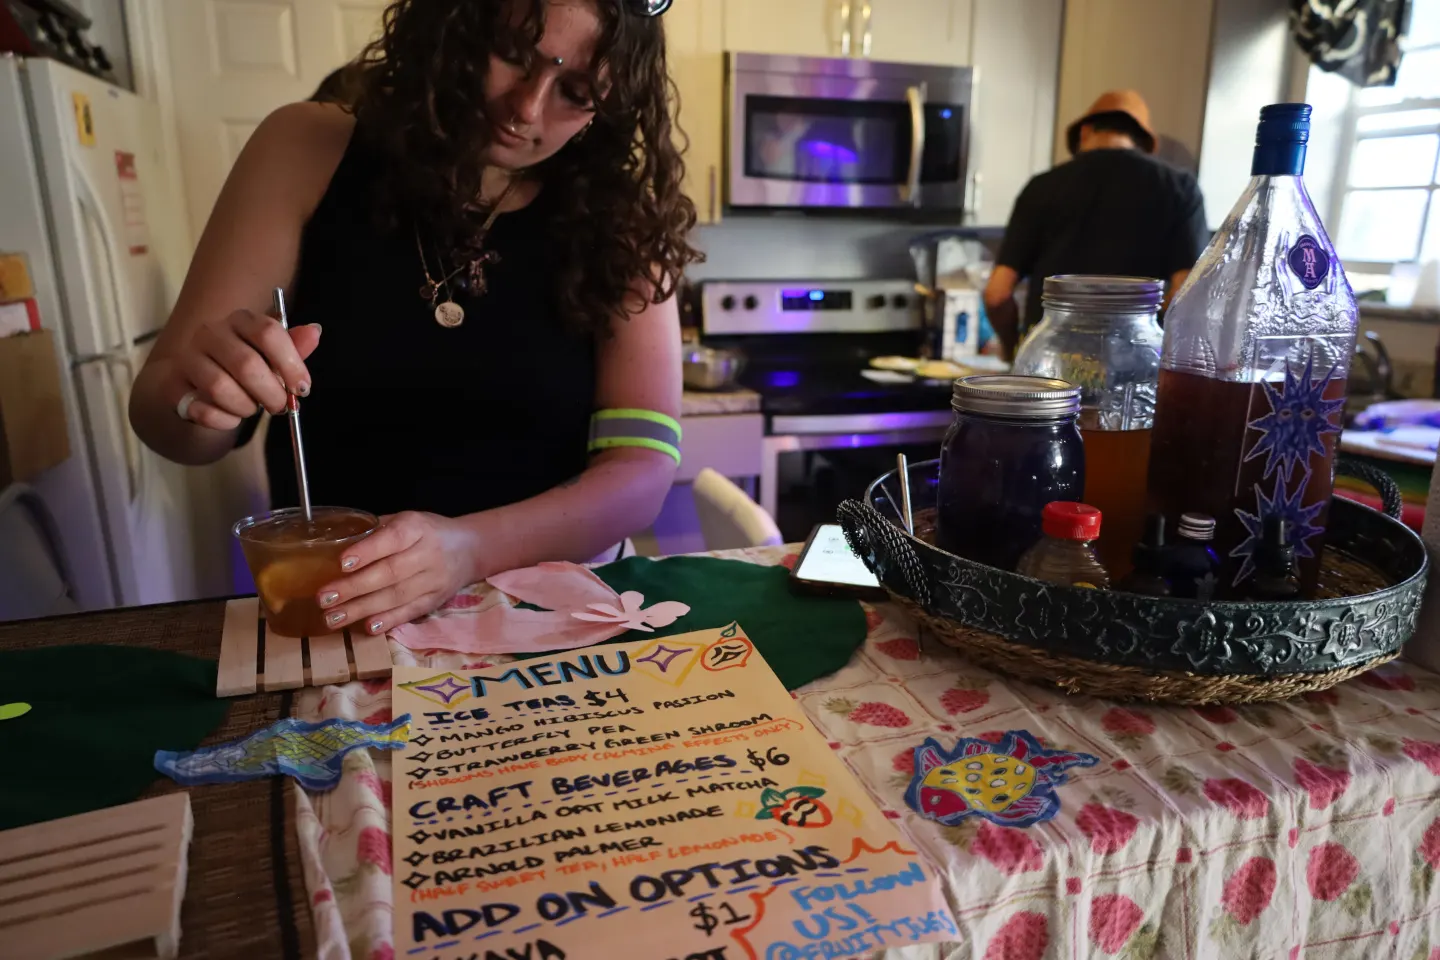 MENU
ICE TEAS $4
MANGO HIBISCUS PASSION
BUTTERFLY PEA
STRAWBERRY GREEN SHROOM
(SHROOMS HAVE BODY CALMING EFFECTS ONLY)
CRAFT BEVERAGES $6
VANILLA OAT MILK MATCHA
BRAZILIAN LEMONADE
ARNOLD PALMER
(HALF SWEET TEA, HALF LEMONADE)
ADD ON OPTIONS
$1
KAVA
FOLLOW
US!
MA